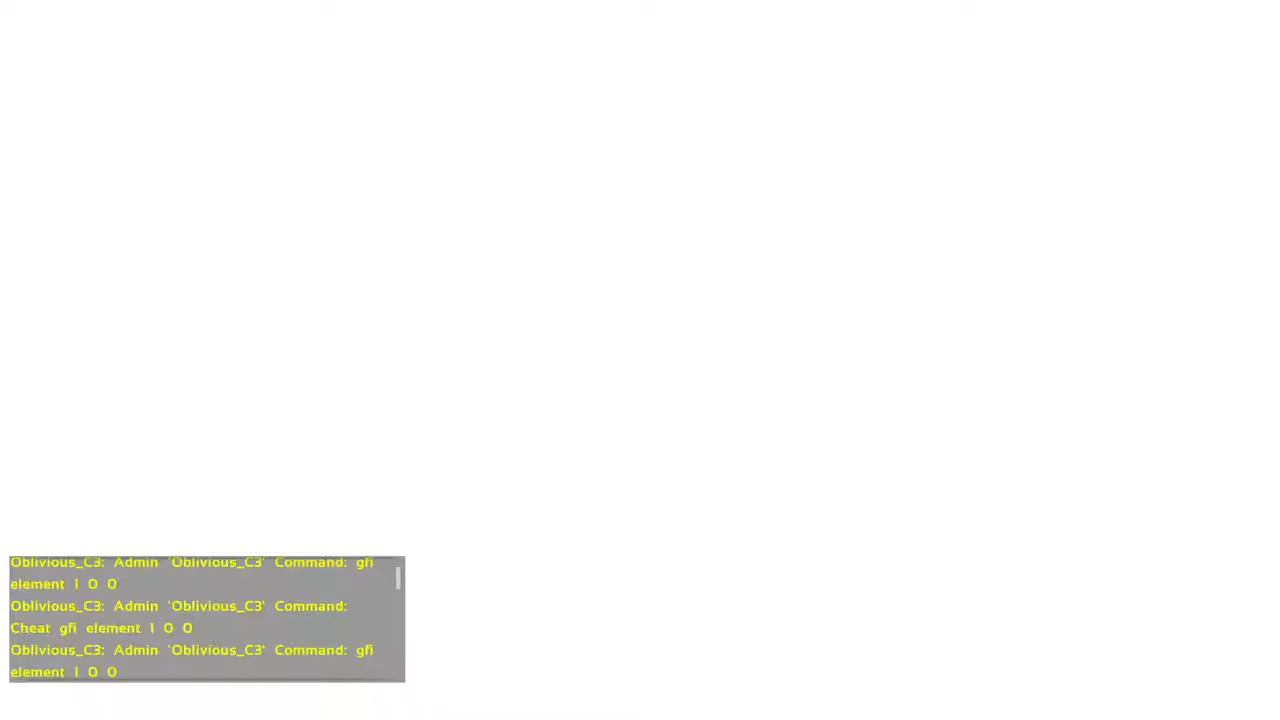 Oblivious_C3: Admin 'Oblivious_C3' Command: gfi
element 1 0 0
Oblivious_C3: Admin 'Oblivious_C3' Command:
Cheat gfi element 1 0 0
Oblivious_C3: Admin 'Oblivious_C3' Command: gfi
element 1 0 0